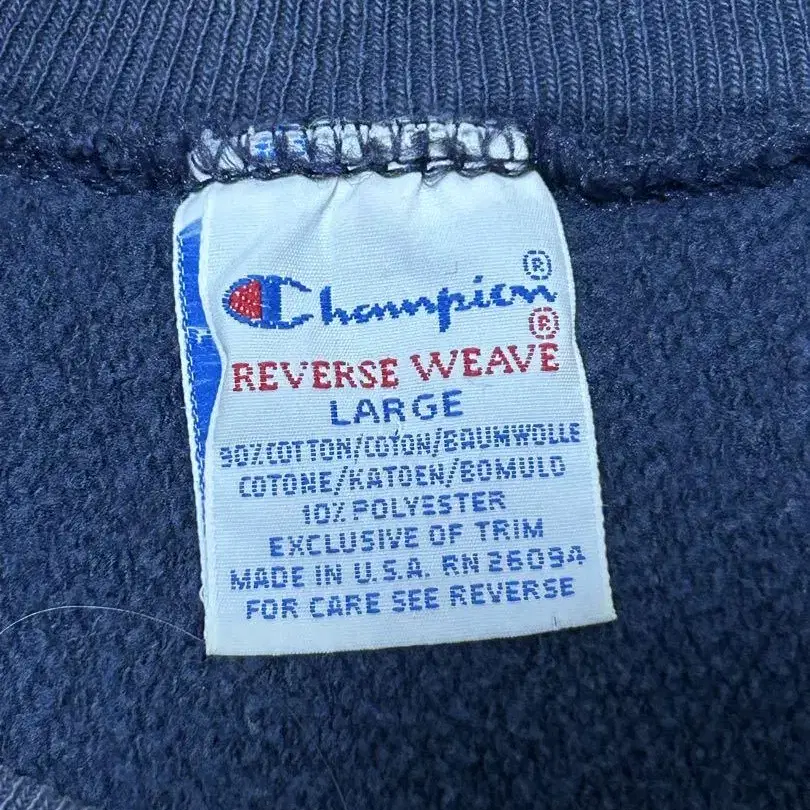 Champion®
REVERSE WEAVE®
LARGE
90%COTTON/COTON/BAUMWOLLE
COTONE/KATOEN/BOMULD
10% POLYESTER
EXCLUSIVE OF TRIM
MADE IN U.S.A. RN 26094
FOR CARE SEE REVERSE